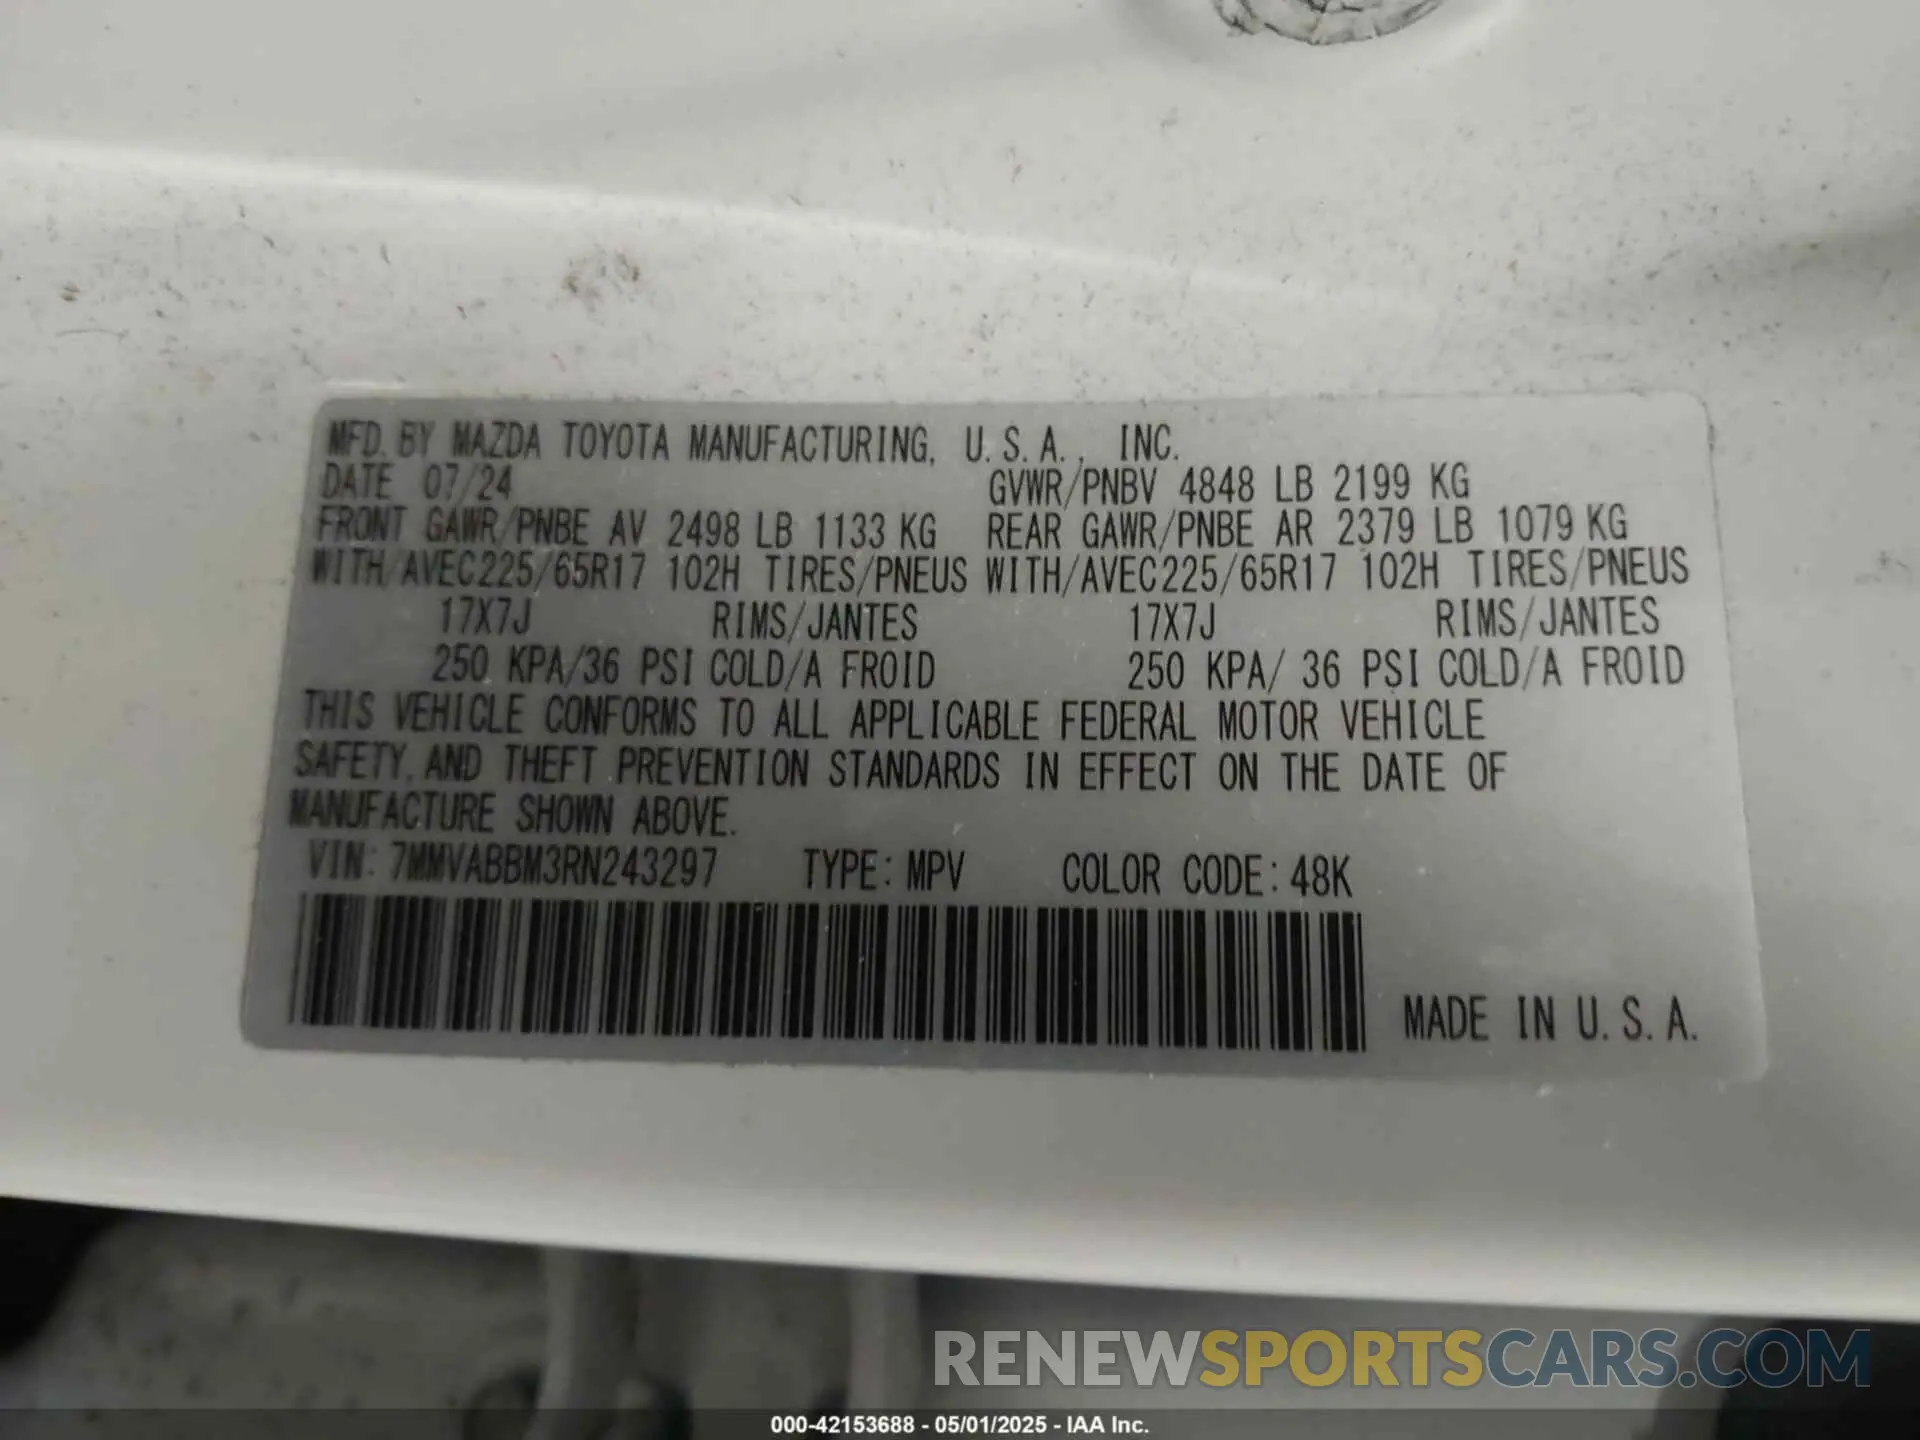 MFD. BY MAZDA TOYOTA MANUFACTURING, U.S.A., INC.
DATE 07/24 GVWR/PNBV 4848 LB 2199 KG
FRONT GAWR/PNBE AV 2498 LB 1133 KG REAR GAWR/PNBE AR 2379 LB 1079 KG
WITH/AVEC225/65R17 102H TIRES/PNEUS WITH/AVEC225/65R17 102H TIRES/PNEUS
17X7J RIMS/JANTES 17X7J RIMS/JANTES
250 KPA/36 PSI COLD/A FROID 250 KPA/ 36 PSI COLD/A FROID
THIS VEHICLE CONFORMS TO ALL APPLICABLE FEDERAL MOTOR VEHICLE
SAFETY, AND THEFT PREVENTION STANDARDS IN EFFECT ON THE DATE OF
MANUFACTURE SHOWN ABOVE.
VIN: 7MMVABBM3RN243297 TYPE: MPV COLOR CODE: 48K
MADE IN U.S.A.
RENEWSPORTSCARS.COM
000-42153688 - 05/01/2025 - IAA Inc.